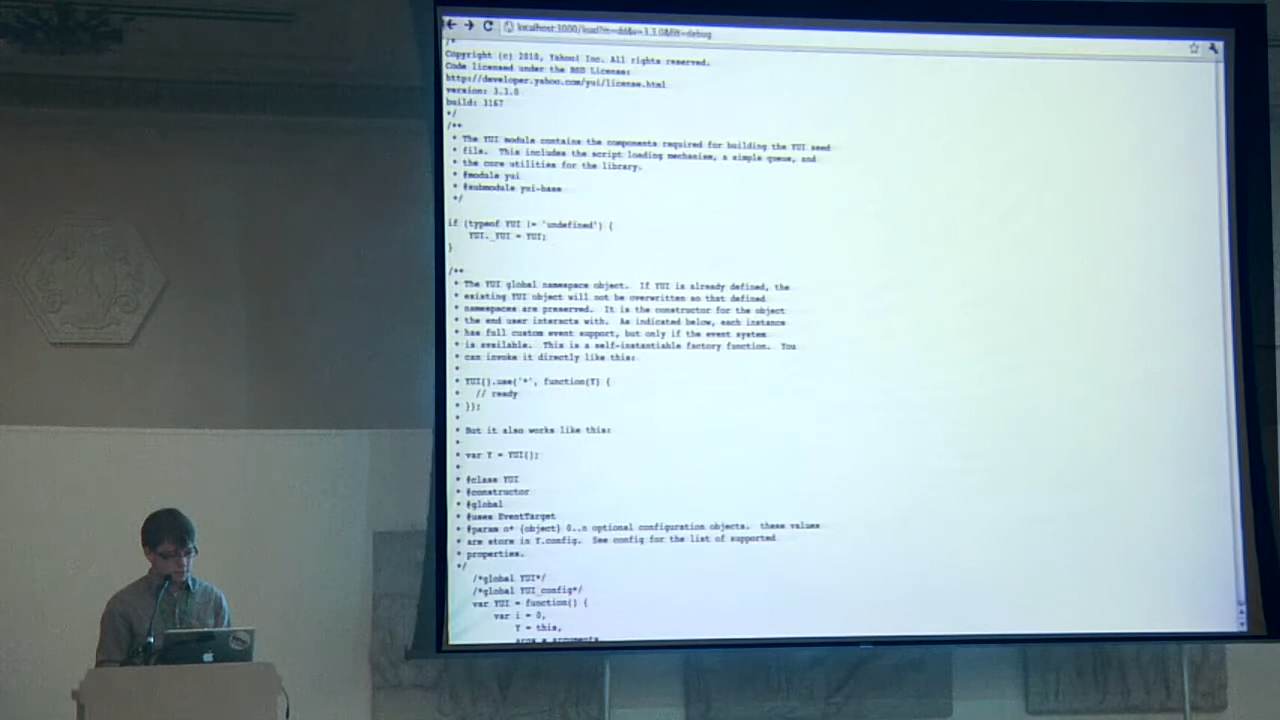 localhost:3000/load?
/*
Copyright (c) 2010, Yahoo! Inc. All rights reserved.
Code licensed under the BSD License:
http://developer.yahoo.com/yui/license.html
version: 3.3.0
build: 3167
*/
/**
* The YUI module contains the components required for building the YUI seed
* file.  This includes the script loading mechanism, a simple queue, and
* the core utilities for the library.
* @module yui
* @submodule yui-base
*/
if (typeof YUI != 'undefined') {
YUI._YUI = YUI;
}
/**
* The YUI global namespace object.  If YUI is already defined, the
* existing YUI object will not be overwritten so that defined
* namespaces are preserved.  It is the constructor for the object
* the end user interacts with.  As indicated below, each instance
* has full custom event support, but only if the event system
* is available.  This is a self-instantiable factory function.  You
* can invoke it directly like this:
*
* YUI().use('*', function(Y) {
*   // ready
* });
*
* But it also works like this:
*
* var Y = YUI();
*
* @class YUI
* @constructor
* @global
* @uses EventTarget
* @param o* {object} 0..n optional configuration objects.  these values
* are store in Y.config.  See config for the list of supported
* properties.
*/
/*global YUI*/
/*global YUI_config*/
var YUI = function() {
var i = 0,
Y = this,
args = arguments